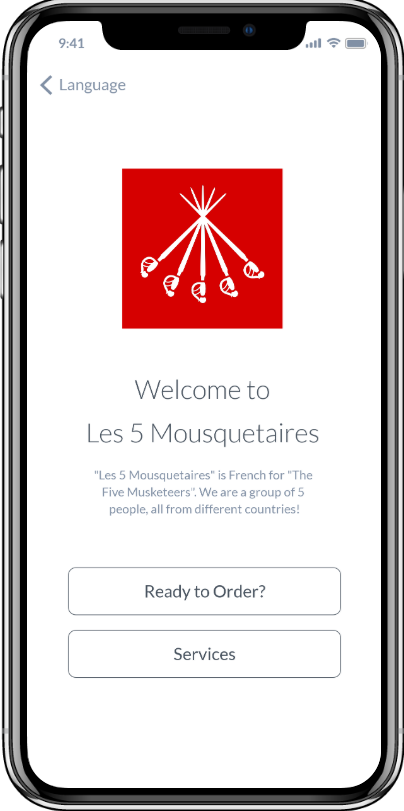 9:41
Language
Welcome to
Les 5 Mousquetaires
"Les 5 Mousquetaires" is French for "The
Five Musketeers". We are a group of 5
people, all from different countries!
Ready to Order?
Services